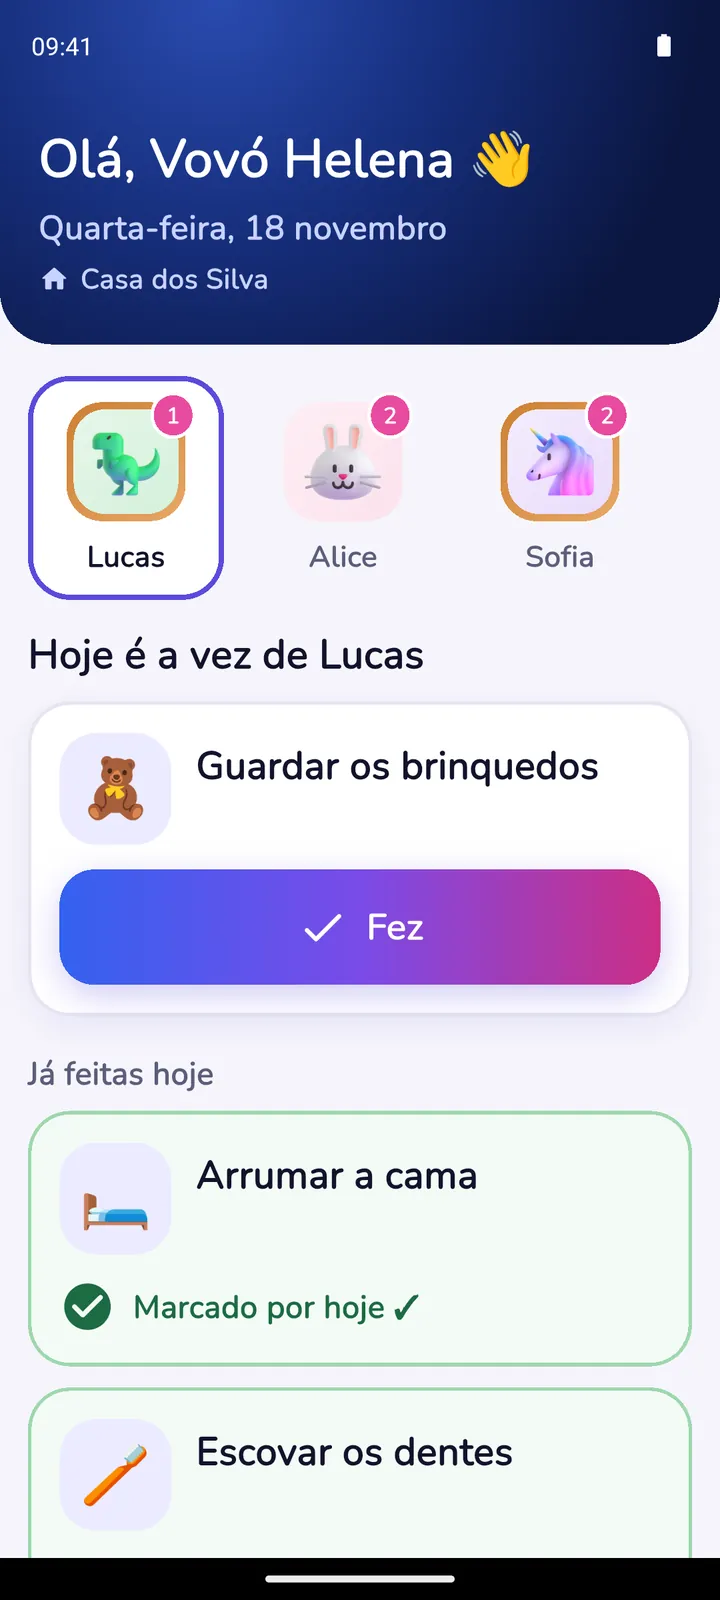 09:41
Olá, Vovó Helena 👋
Quarta-feira, 18 novembro
Casa dos Silva
1
2
2
Lucas
Alice
Sofia
Hoje é a vez de Lucas
Guardar os brinquedos
Fez
Já feitas hoje
Arrumar a cama
Marcado por hoje ✓
Escovar os dentes